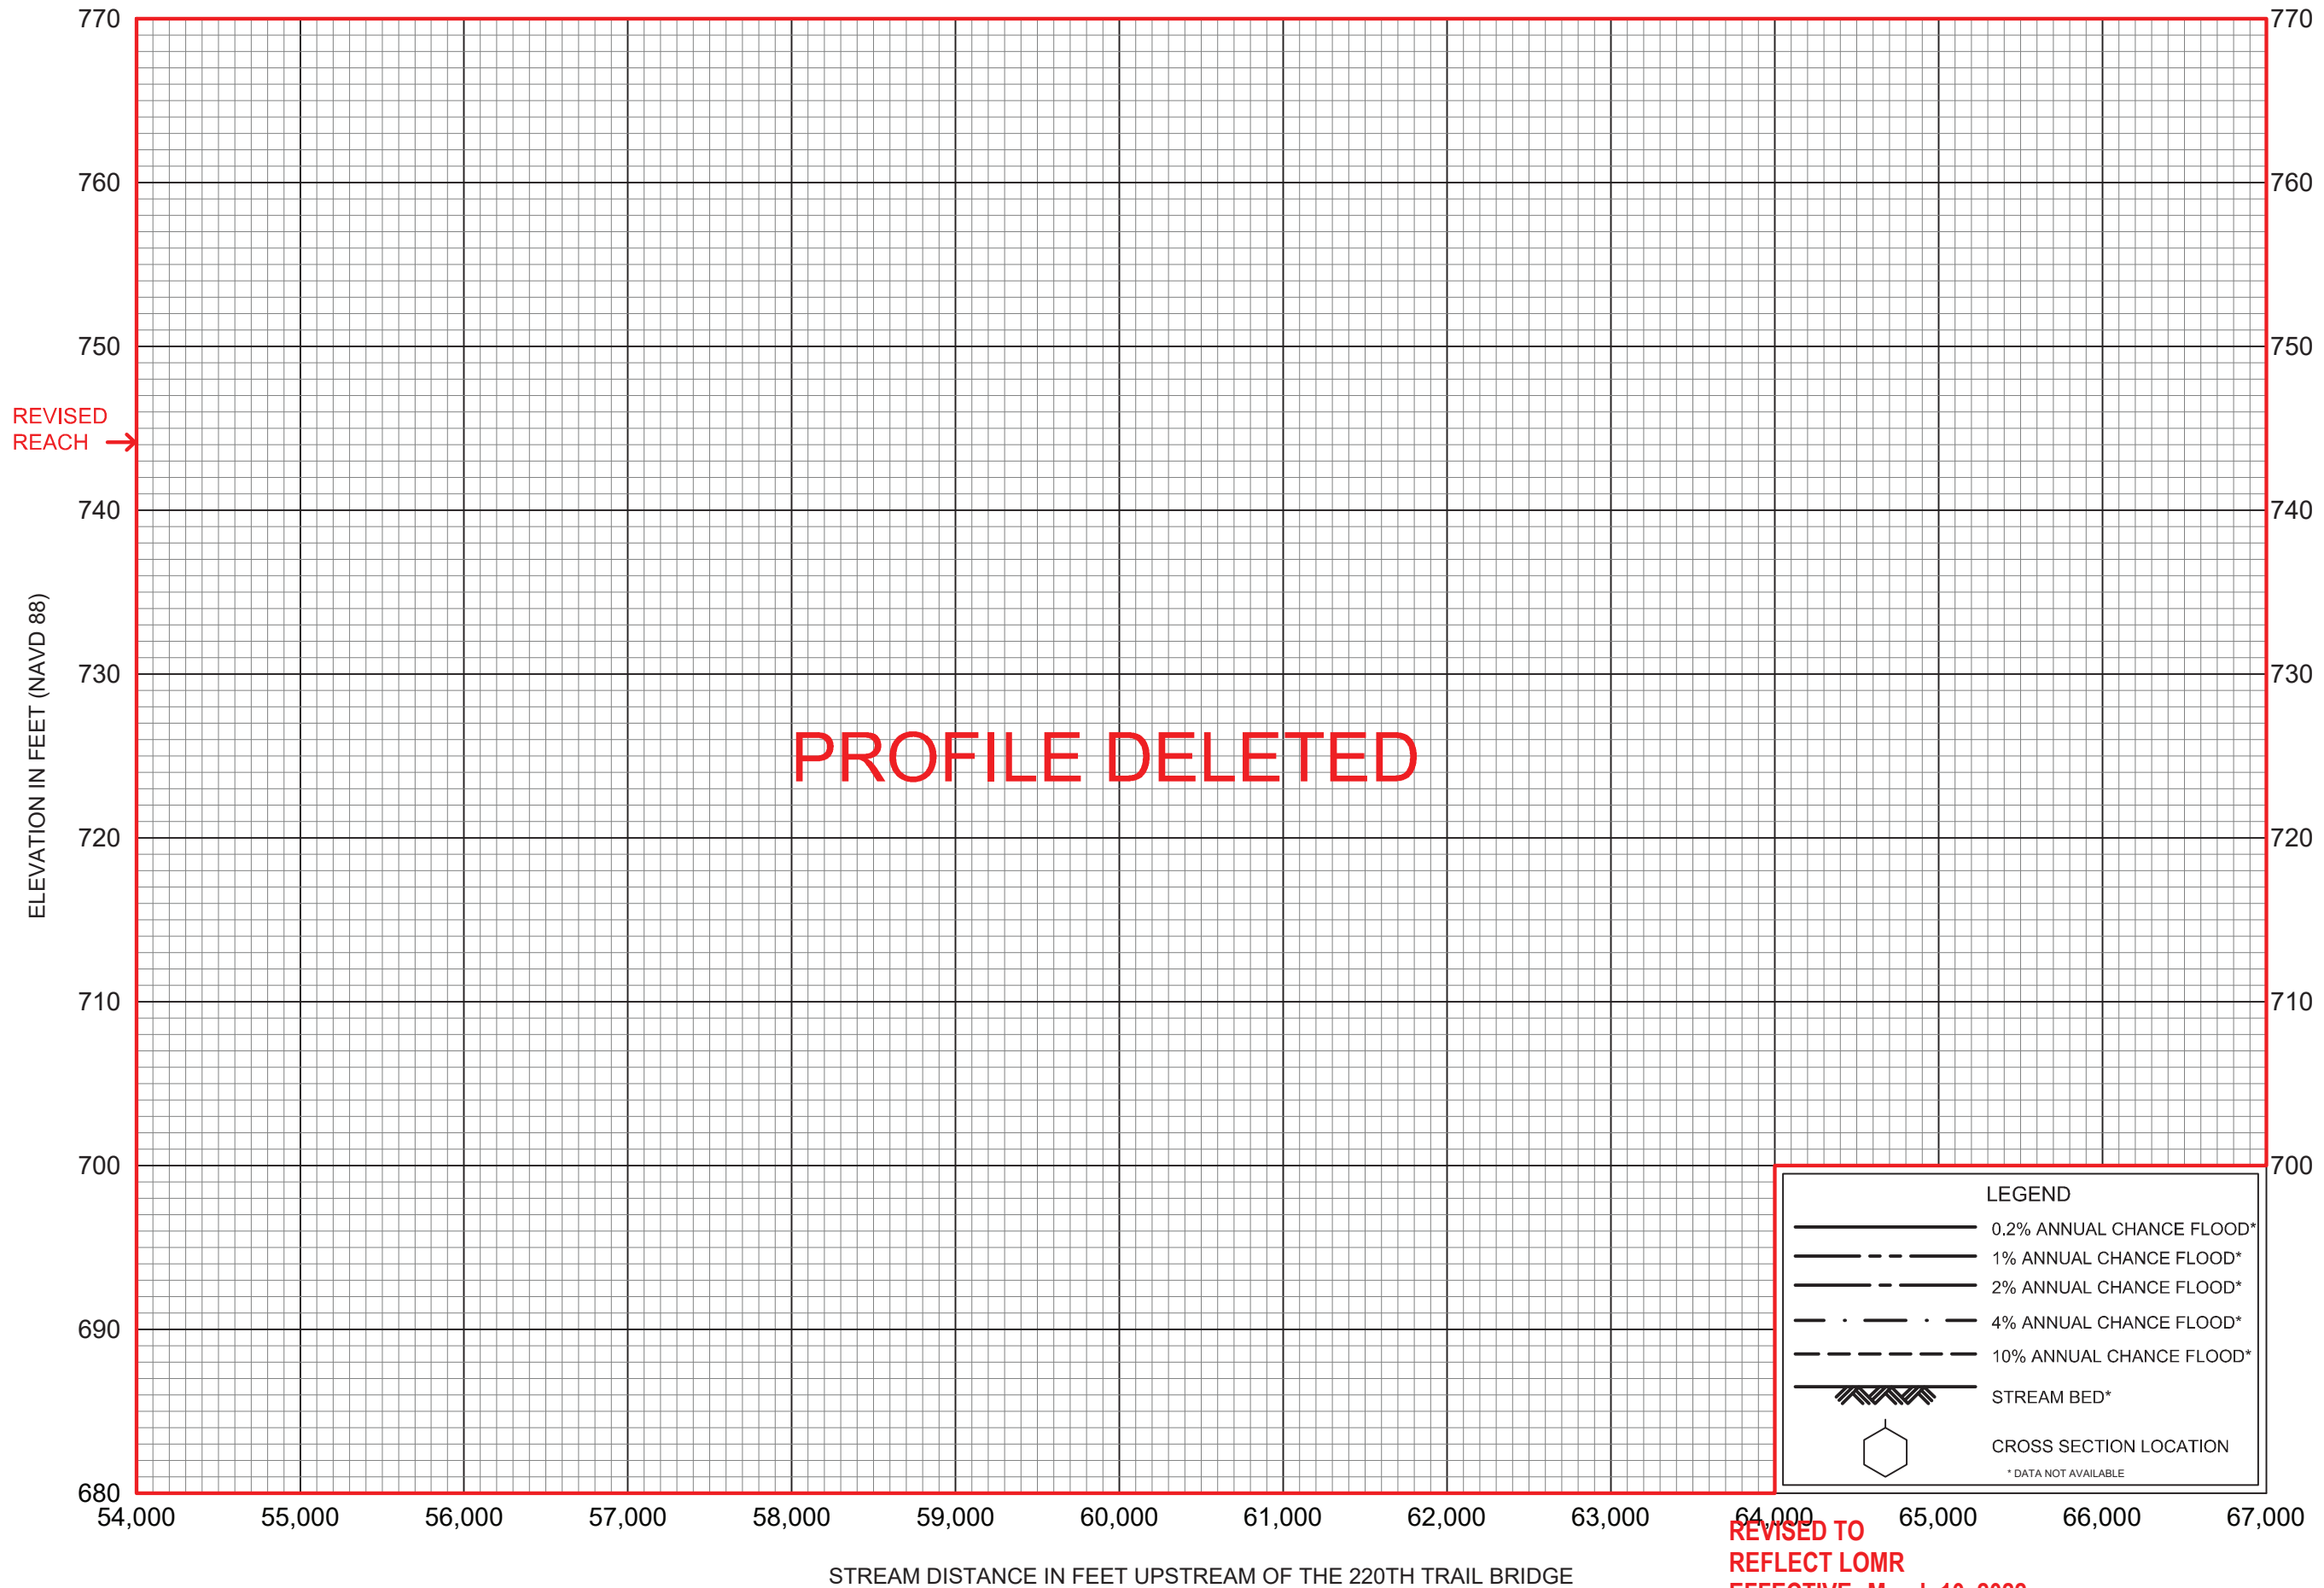 770
770
760
760
750
750
REVISED
REACH
740
740
ELEVATION IN FEET (NAVD 88)
730
730
PROFILE DELETED
720
720
710
710
700
700
LEGEND
0.2% ANNUAL CHANCE FLOOD*
1% ANNUAL CHANCE FLOOD*
2% ANNUAL CHANCE FLOOD*
4% ANNUAL CHANCE FLOOD*
10% ANNUAL CHANCE FLOOD*
STREAM BED*
CROSS SECTION LOCATION
* DATA NOT AVAILABLE
690
680
54,000 55,000 56,000 57,000 58,000 59,000 60,000 61,000 62,000 63,000 64,000 65,000 66,000 67,000
STREAM DISTANCE IN FEET UPSTREAM OF THE 220TH TRAIL BRIDGE
REVISED TO
REFLECT LOMR